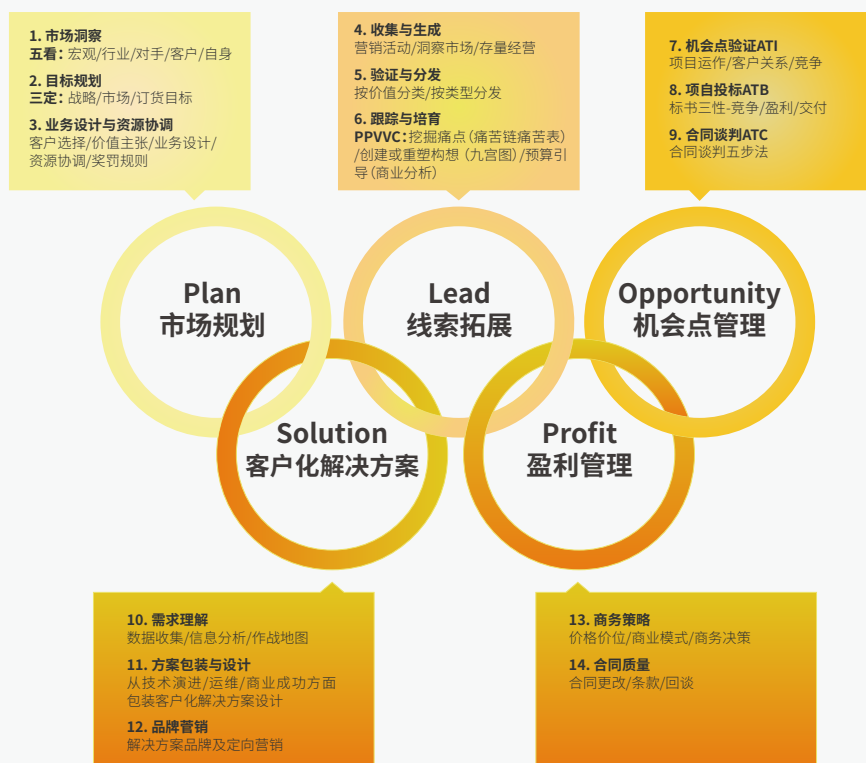 1. 市场洞察
五看：宏观/行业/对手/客户/自身
2. 目标规划
三定：战略/市场/订货目标
3. 业务设计与资源协调
客户选择/价值主张/业务设计/
资源协调/奖罚规则
4. 收集与生成
营销活动/洞察市场/存量经营
5. 验证与分发
按价值分类/按类型分发
6. 跟踪与培育
PPVVC：挖掘痛点（痛苦链痛苦表）
/创建或重塑构想（九宫图）/预算引
导（商业分析）
7. 机会点验证ATI
项目运作/客户关系/竞争
8. 项自投标ATB
标书三性-竞争/盈利/交付
9. 合同谈判ATC
合同谈判五步法
Plan
市场规划
Lead
线索拓展
Opportunity
机会点管理
Solution
客户化解决方案
Profit
盈利管理
10. 需求理解
数据收集/信息分析/作战地图
11. 方案包装与设计
从技术演进/运维/商业成功方面
包装客户化解决方案设计
12. 品牌菅销
解决方案品牌及定向营销
13. 商务策略
价格价位/商业模式/商务决策
14. 合同质量
合同更改/条款/回谈